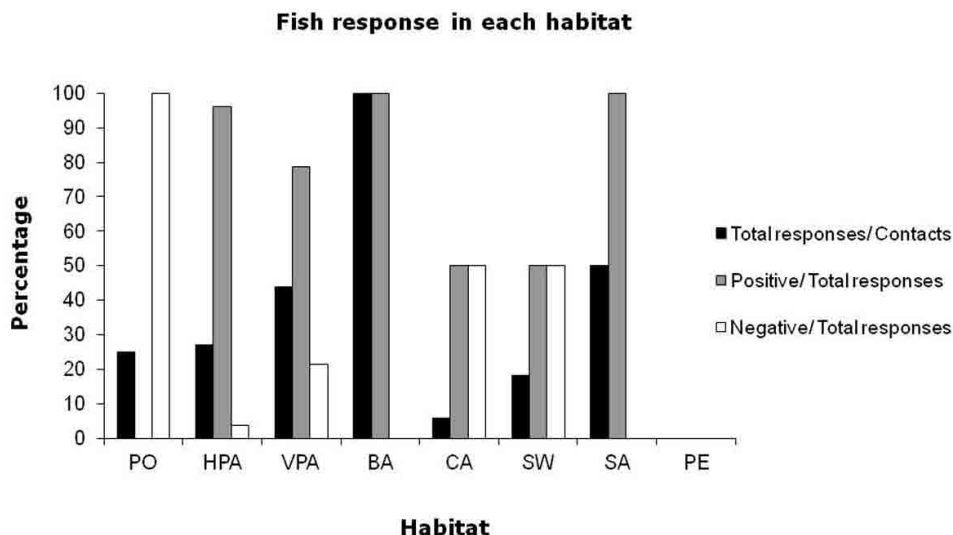 Fish response in each habitat
100
90
80
70
60
50
40
30
20
10
0
Percentage
PO HPA VPA BA CA SW SA PE
Habitat
Total responses/ Contacts
Positive/ Total responses
Negative/ Total responses